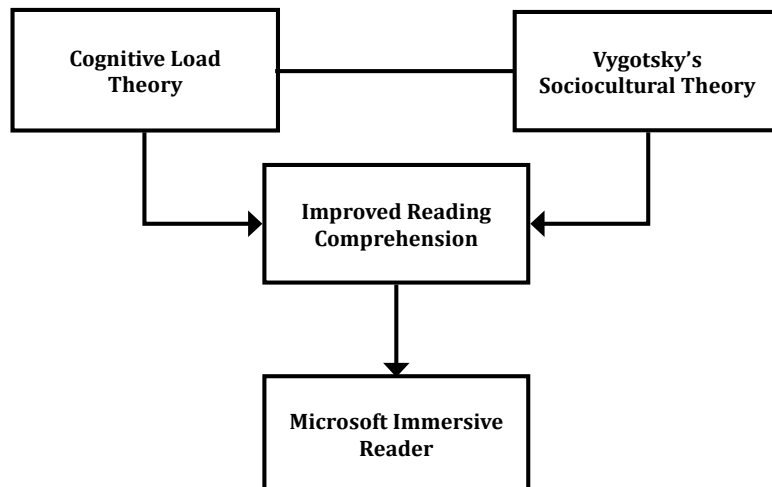 Cognitive Load
Theory
Vygotsky’s
Sociocultural Theory
Improved Reading
Comprehension
Microsoft Immersive
Reader